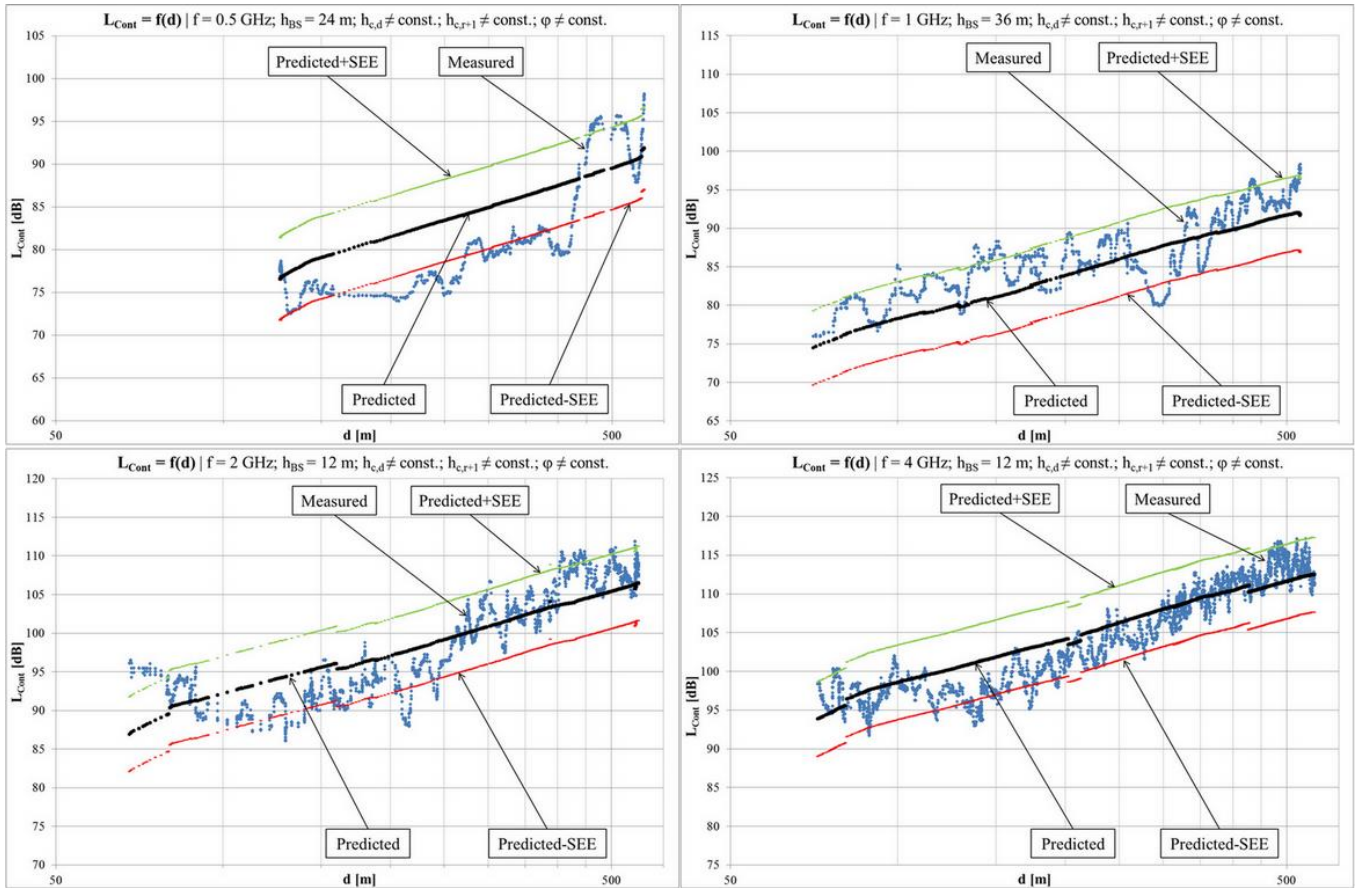 L_Cont = f(d) | f = 0.5 GHz; h_BS = 24 m; h_c,d ≠ const.; h_c,r+1 ≠ const.; φ ≠ const.
105
100
95
90
85
80
75
70
65
60
L_Cont [dB]
Predicted+SEE
Measured
Predicted
Predicted-SEE
50
500
d [m]
L_Cont = f(d) | f = 1 GHz; h_BS = 36 m; h_c,d ≠ const.; h_c,r+1 ≠ const.; φ ≠ const.
115
110
105
100
95
90
85
80
75
70
65
L_Cont [dB]
Measured
Predicted+SEE
Predicted
Predicted-SEE
50
500
d [m]
L_Cont = f(d) | f = 2 GHz; h_BS = 12 m; h_c,d ≠ const.; h_c,r+1 ≠ const.; φ ≠ const.
120
115
110
105
100
95
90
85
80
75
70
L_Cont [dB]
Measured
Predicted+SEE
Predicted
Predicted-SEE
50
500
d [m]
L_Cont = f(d) | f = 4 GHz; h_BS = 12 m; h_c,d ≠ const.; h_c,r+1 ≠ const.; φ ≠ const.
125
120
115
110
105
100
95
90
85
80
75
L_Cont [dB]
Predicted+SEE
Measured
Predicted
Predicted-SEE
50
500
d [m]